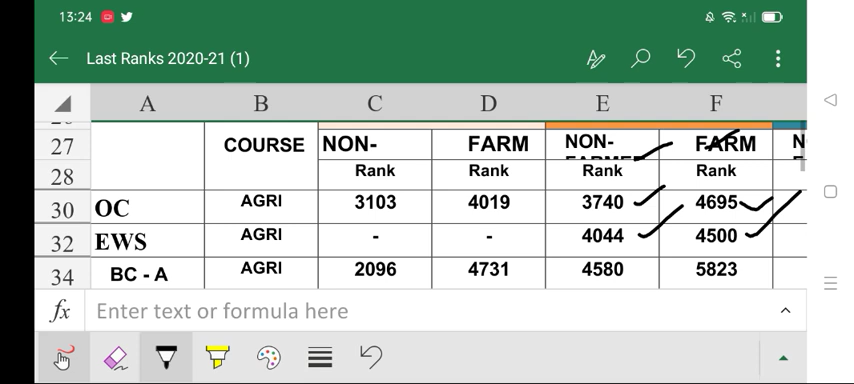 13:24
Last Ranks 2020-21 (1)
A B C D E F
27 COURSE NON- FARM NON- FARM N
28 Rank Rank Rank Rank
30 OC AGRI 3103 4019 3740 4695
32 EWS AGRI - - 4044 4500
34 BC - A AGRI 2096 4731 4580 5823
fx Enter text or formula here